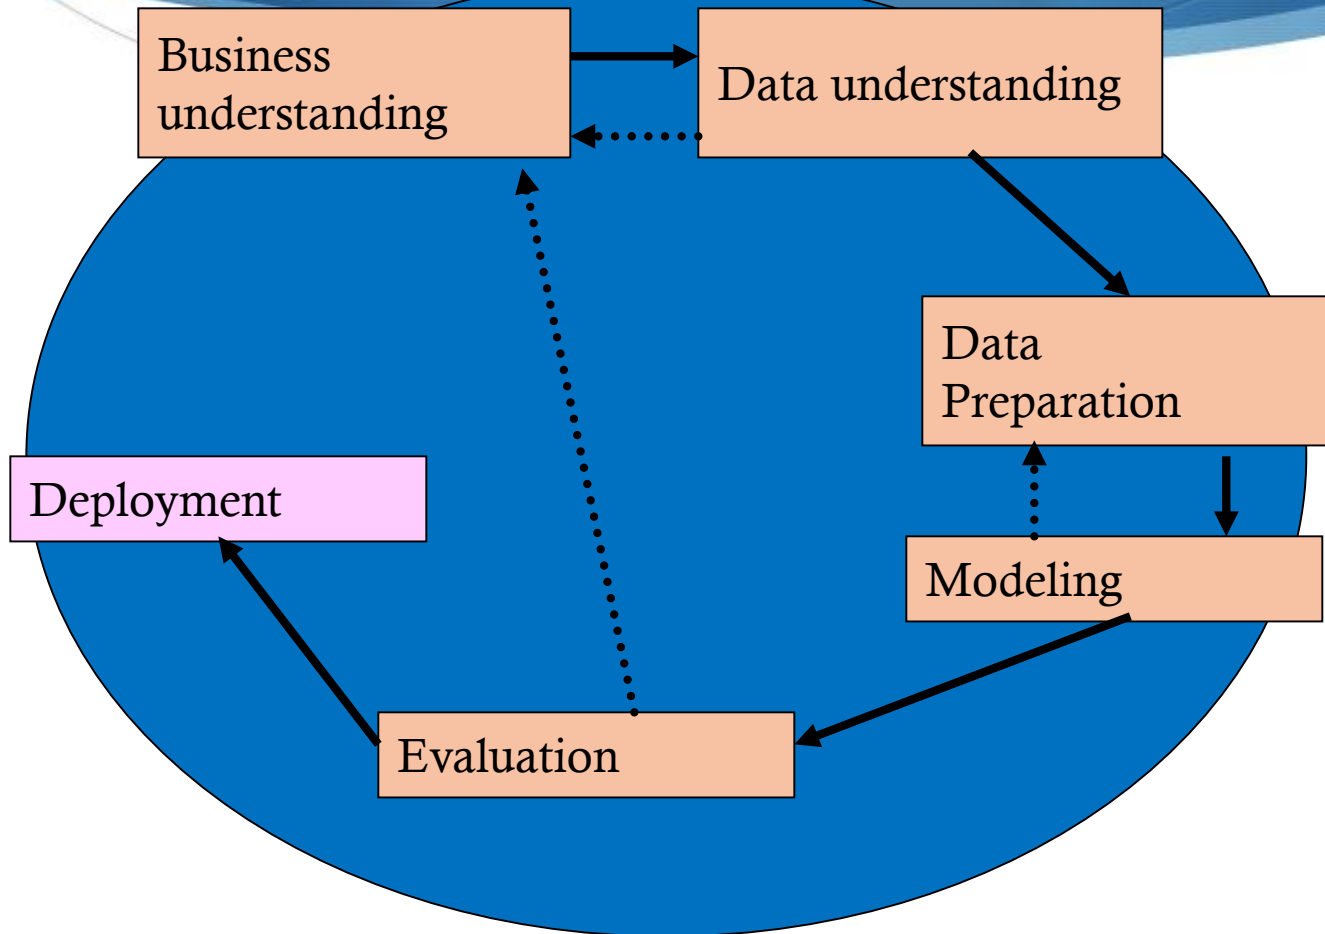 Business
understanding
Data understanding
Data
Preparation
Deployment
Modeling
Evaluation